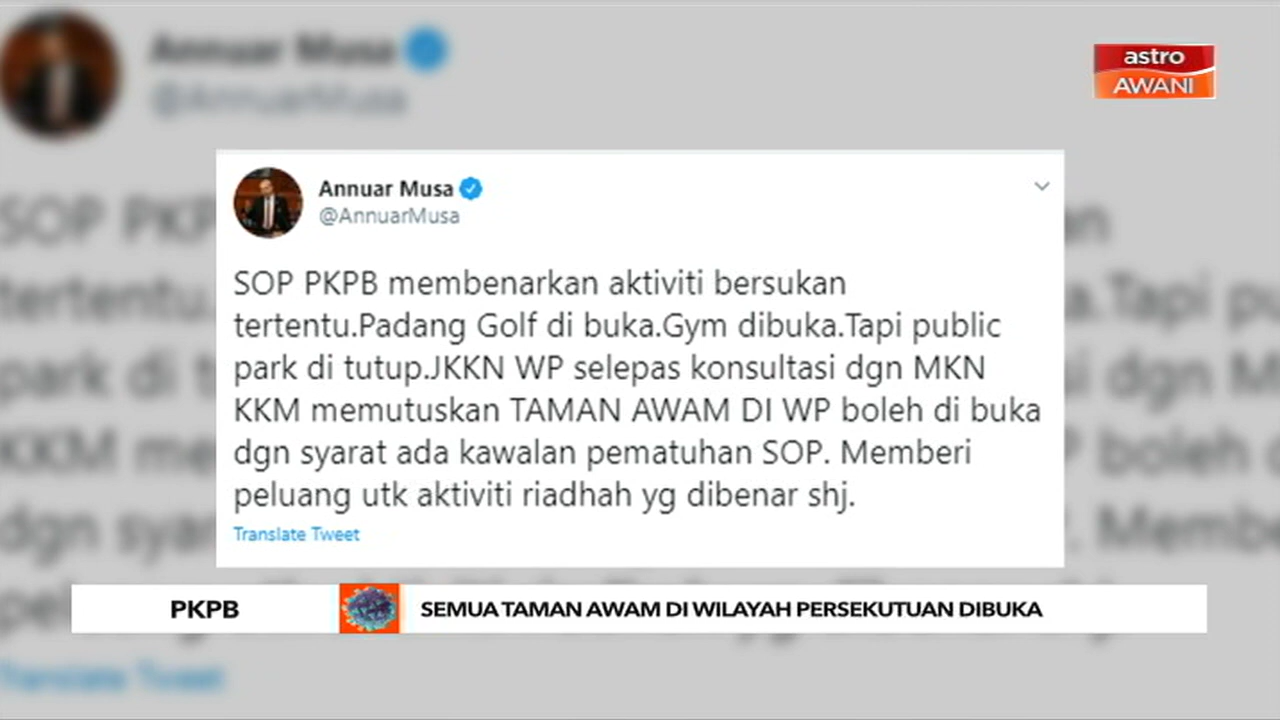 astro
AWANI
Annuar Musa
@AnnuarMusa
SOP PKPB membenarkan aktiviti bersukan
tertentu.Padang Golf di buka.Gym dibuka.Tapi public
park di tutup.JKKN WP selepas konsultasi dgn MKN
KKM memutuskan TAMAN AWAM DI WP boleh di buka
dgn syarat ada kawalan pematuhan SOP. Memberi
peluang utk aktiviti riadhah yg dibenar shj.
Translate Tweet
PKPB
SEMUA TAMAN AWAM DI WILAYAH PERSEKUTUAN DIBUKA